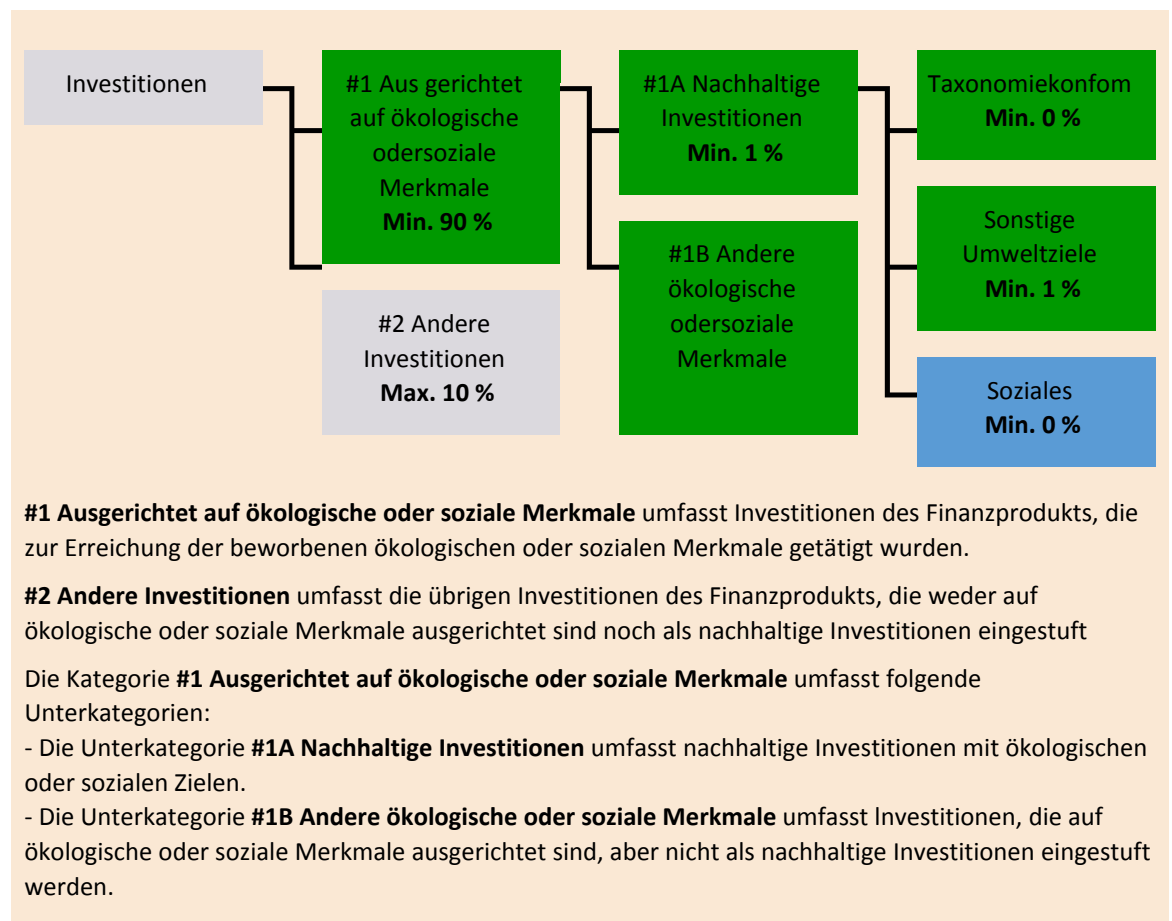 Investitionen
#1 Aus gerichtet
auf ökologische
odersoziale
Merkmale
Min. 90 %
#2 Andere
Investitionen
Max. 10 %
#1A Nachhaltige
Investitionen
Min. 1 %
#1B Andere
ökologische
odersoziale
Merkmale
Taxonomiekonfom
Min. 0 %
Sonstige
Umweltziele
Min. 1 %
Soziales
Min. 0 %
#1 Ausgerichtet auf ökologische oder soziale Merkmale umfasst Investitionen des Finanzprodukts, die
zur Erreichung der beworbenen ökologischen oder sozialen Merkmale getätigt wurden.
#2 Andere Investitionen umfasst die übrigen Investitionen des Finanzprodukts, die weder auf
ökologische oder soziale Merkmale ausgerichtet sind noch als nachhaltige Investitionen eingestuft
Die Kategorie #1 Ausgerichtet auf ökologische oder soziale Merkmale umfasst folgende
Unterkategorien:
- Die Unterkategorie #1A Nachhaltige Investitionen umfasst nachhaltige Investitionen mit ökologischen
oder sozialen Zielen.
- Die Unterkategorie #1B Andere ökologische oder soziale Merkmale umfasst lnvestitionen, die auf
ökologische oder soziale Merkmale ausgerichtet sind, aber nicht als nachhaltige Investitionen eingestuft
werden.